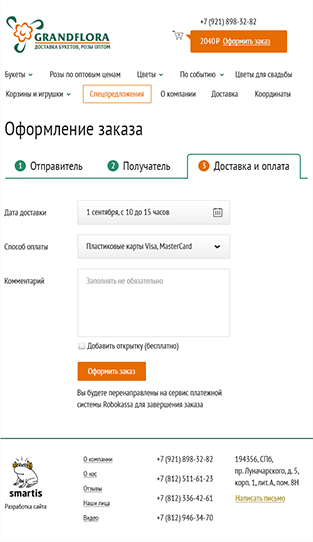 GRANDFLORA
ДОСТАВКА БУКЕТОВ, РОЗЫ ОПТОМ
+7 (921) 898-32-82
2040 ₽ Оформить заказ
Букеты Розы по оптовым ценам Цветы По событию Цветы для свадьбы
Корзины и игрушки Спецпредложения О компании Доставка Координаты
Оформление заказа
1 Отправитель 2 Получатель 3 Доставка и оплата
Дата доставки 1 сентября, с 10 до 15 часов
Способ оплаты Пластиковые карты Visa, MasterCard
Комментарий Заполнять не обязательно
Добавить открытку (бесплатно)
Оформить заказ
Вы будете перенаправлены на сервис платежной
системы Robokassa для завершения заказа
smartis
Разработка сайта
О компании
О нас
Отзывы
Наши лица
Видео
+7 (921) 898-32-82
+7 (812) 511-61-23
+7 (812) 336-42-61
+7 (812) 946-34-70
194356, СПб,
пр. Луначарского, д. 5,
корп. 1, лит. А, пом. 8Н
Написать письмо